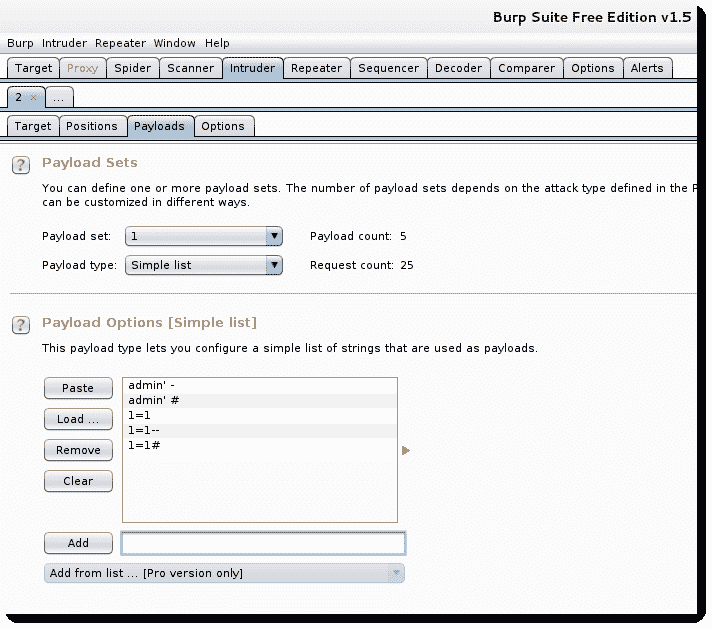 Burp Suite Free Edition v1.5
Burp Intruder Repeater Window Help
Target Proxy Spider Scanner Intruder Repeater Sequencer Decoder Comparer Options Alerts
2 × ...
Target Positions Payloads Options
? Payload Sets
You can define one or more payload sets. The number of payload sets depends on the attack type defined in the P
can be customized in different ways.
Payload set: 1 Payload count: 5
Payload type: Simple list Request count: 25
? Payload Options [Simple list]
This payload type lets you configure a simple list of strings that are used as payloads.
Paste
Load ...
Remove
Clear
admin' -
admin' #
1=1
1=1--
1=1#
Add
Add from list ... [Pro version only]